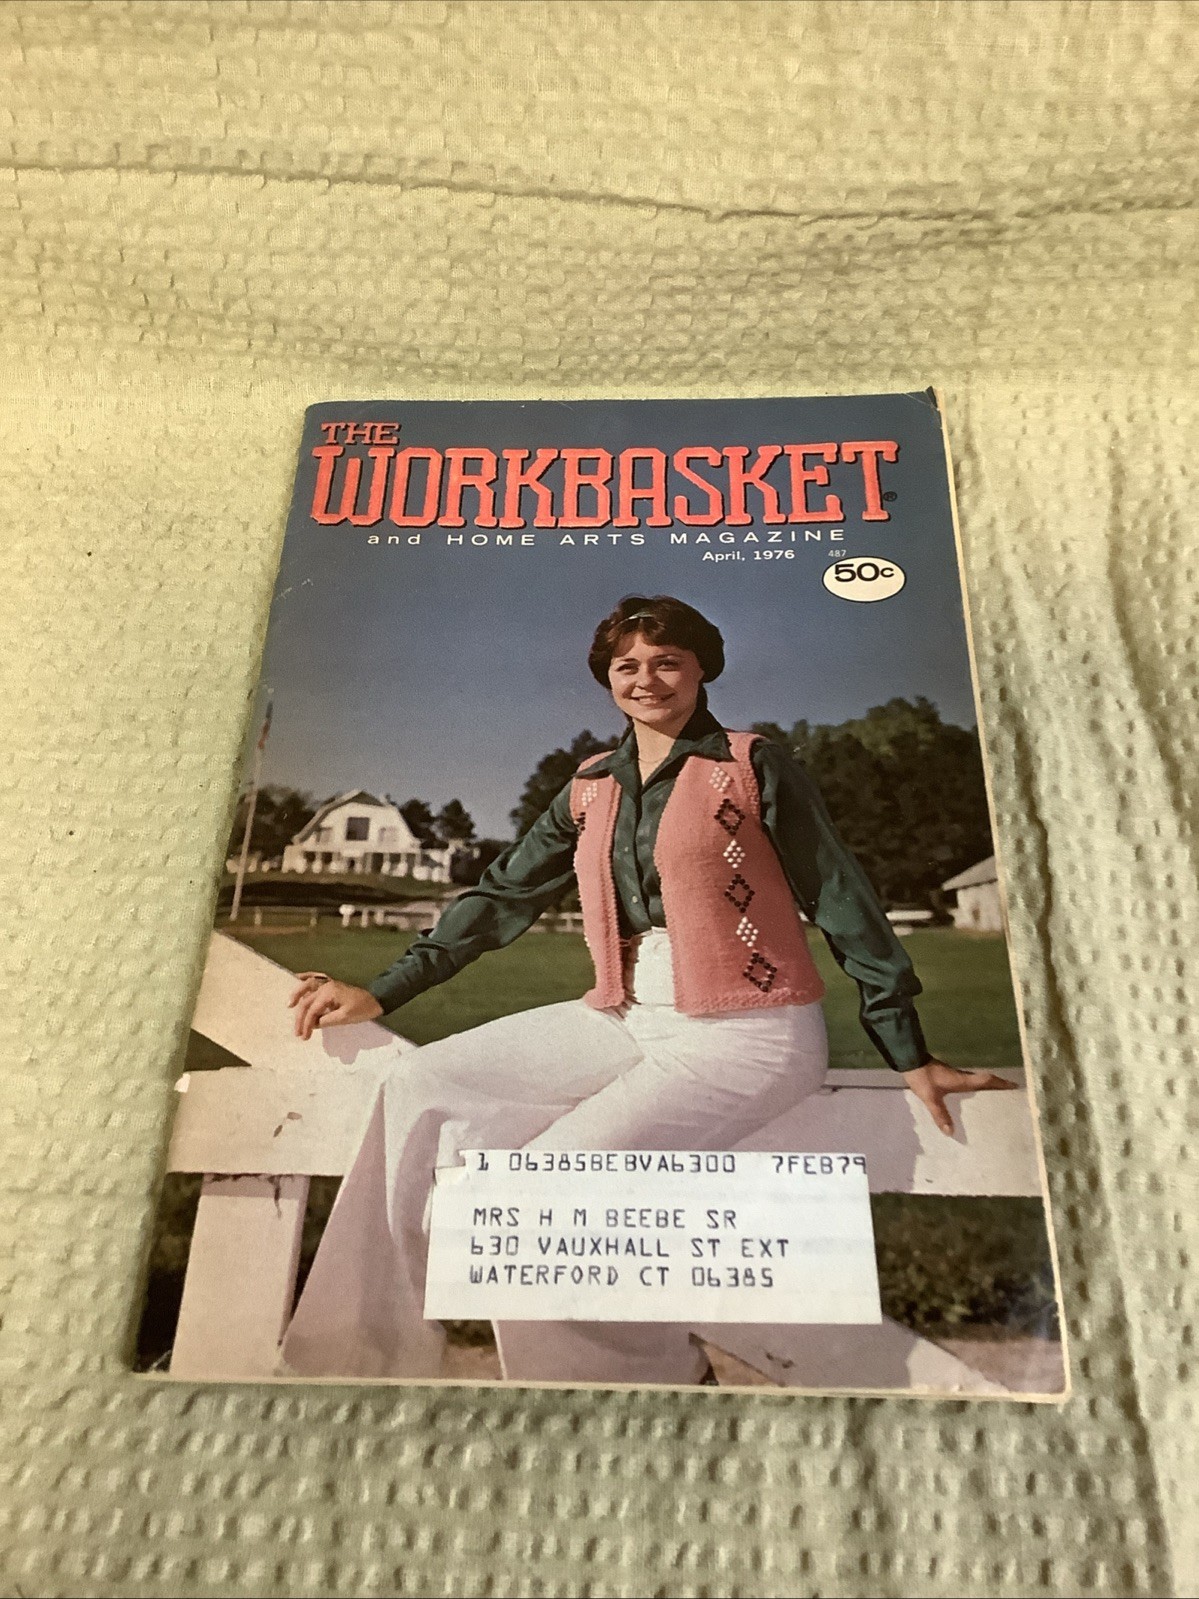 THE
WORKBASKET®
and HOME ARTS MAGAZINE
April, 1976
487
50c
1 06385BEBVA6300 7FEB79
MRS H M BEEBE SR
630 VAUXHALL ST EXT
WATERFORD CT 06385